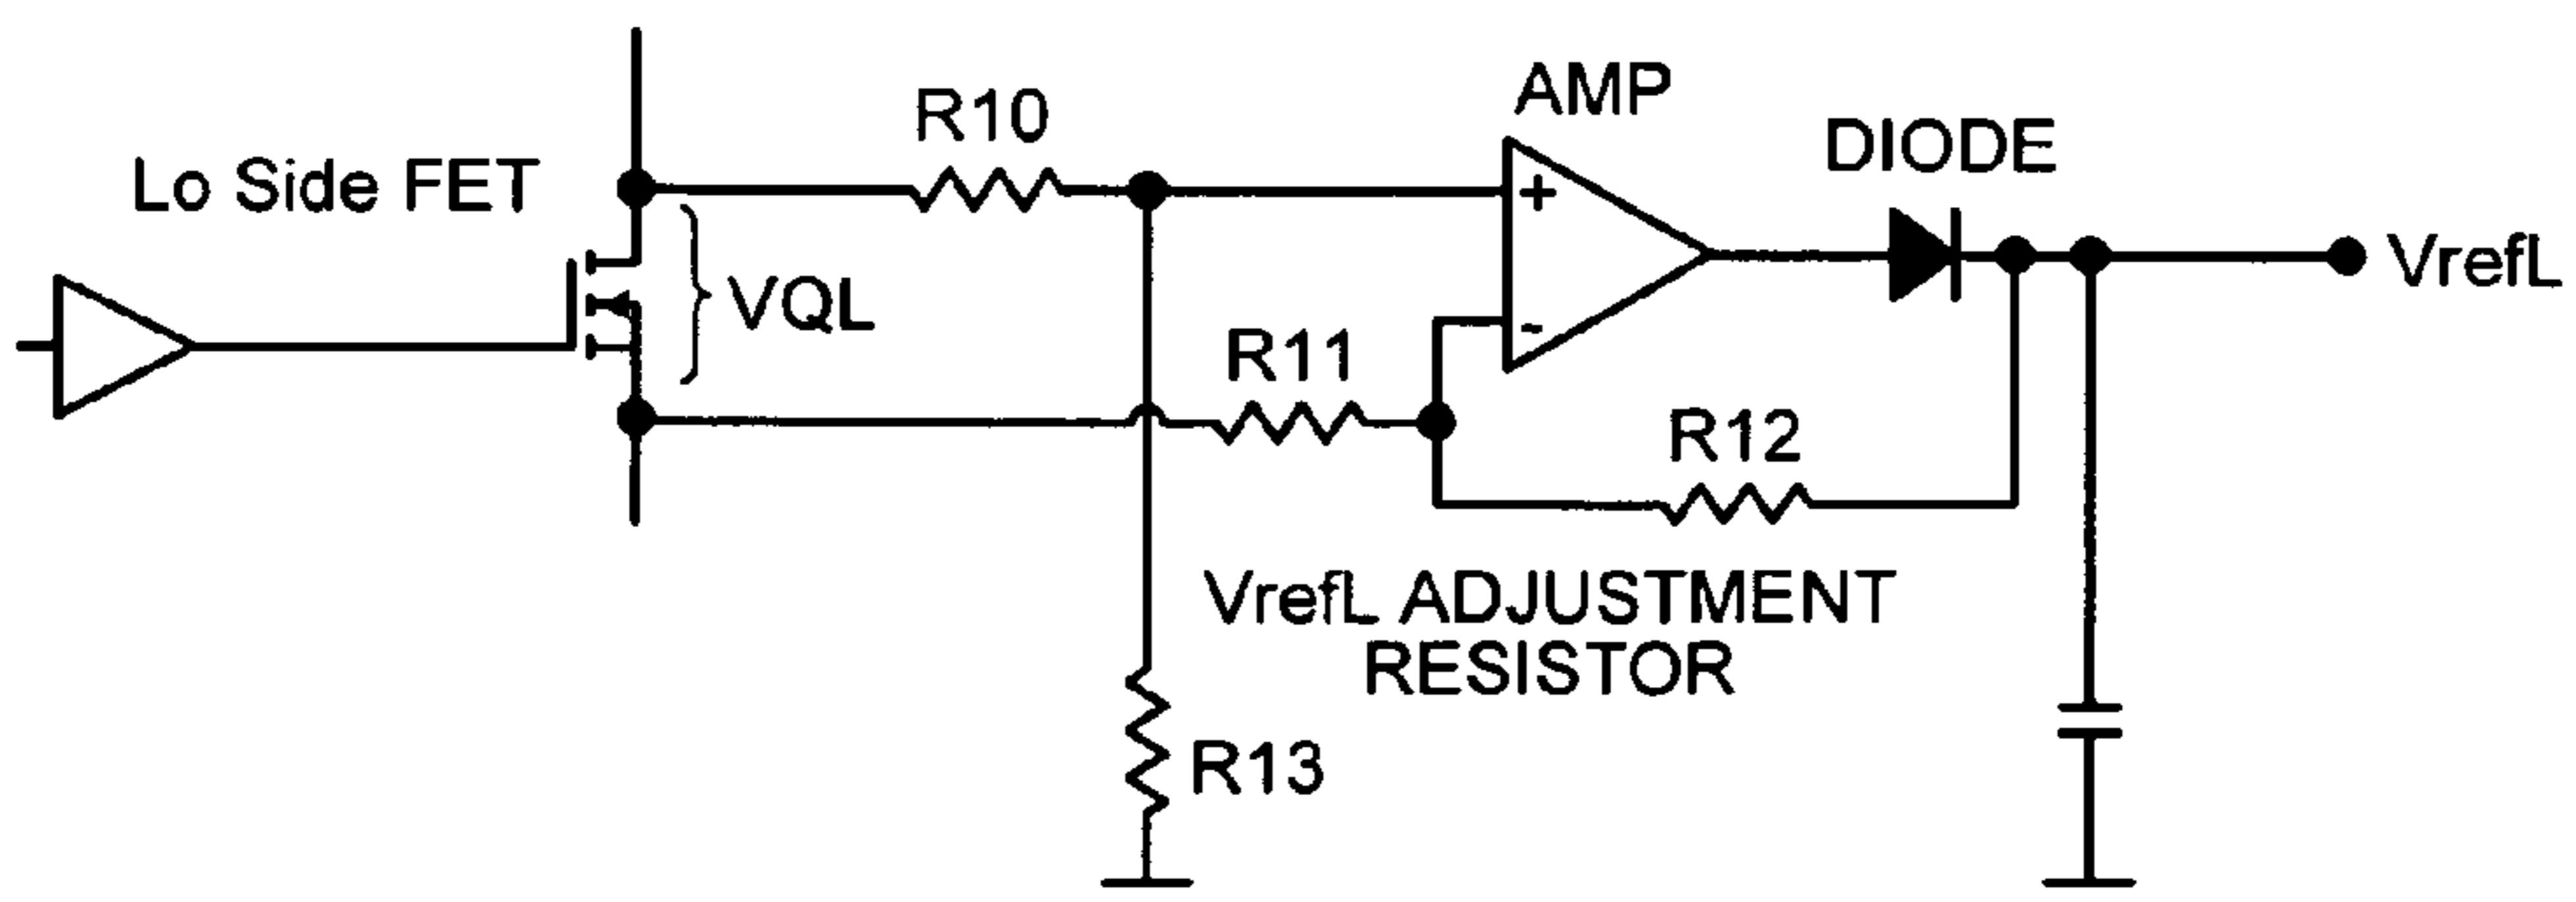 AMP
R10
DIODE
Lo Side FET
+
VQL
VrefL
-
R11
R12
VrefL ADJUSTMENT
RESISTOR
R13